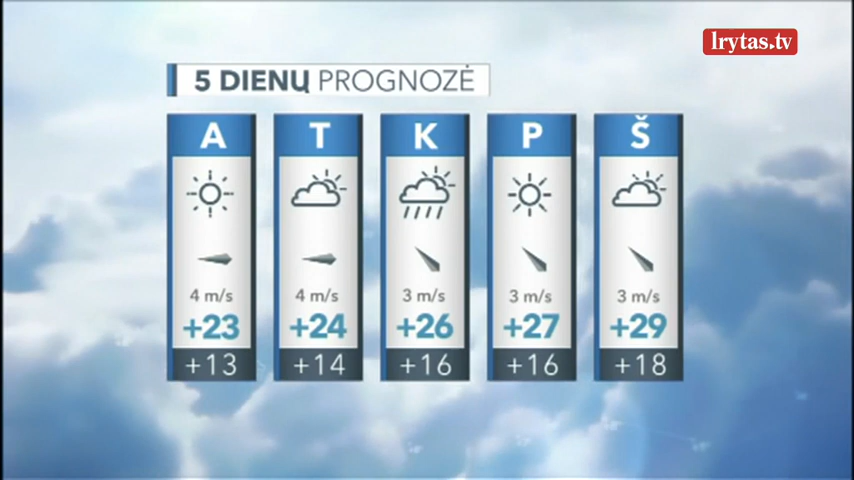 lrytas.tv
5 DIENŲ PROGNOZĖ
A T K P Š
4 m/s 4 m/s 3 m/s 3 m/s 3 m/s
+23 +24 +26 +27 +29
+13 +14 +16 +16 +18